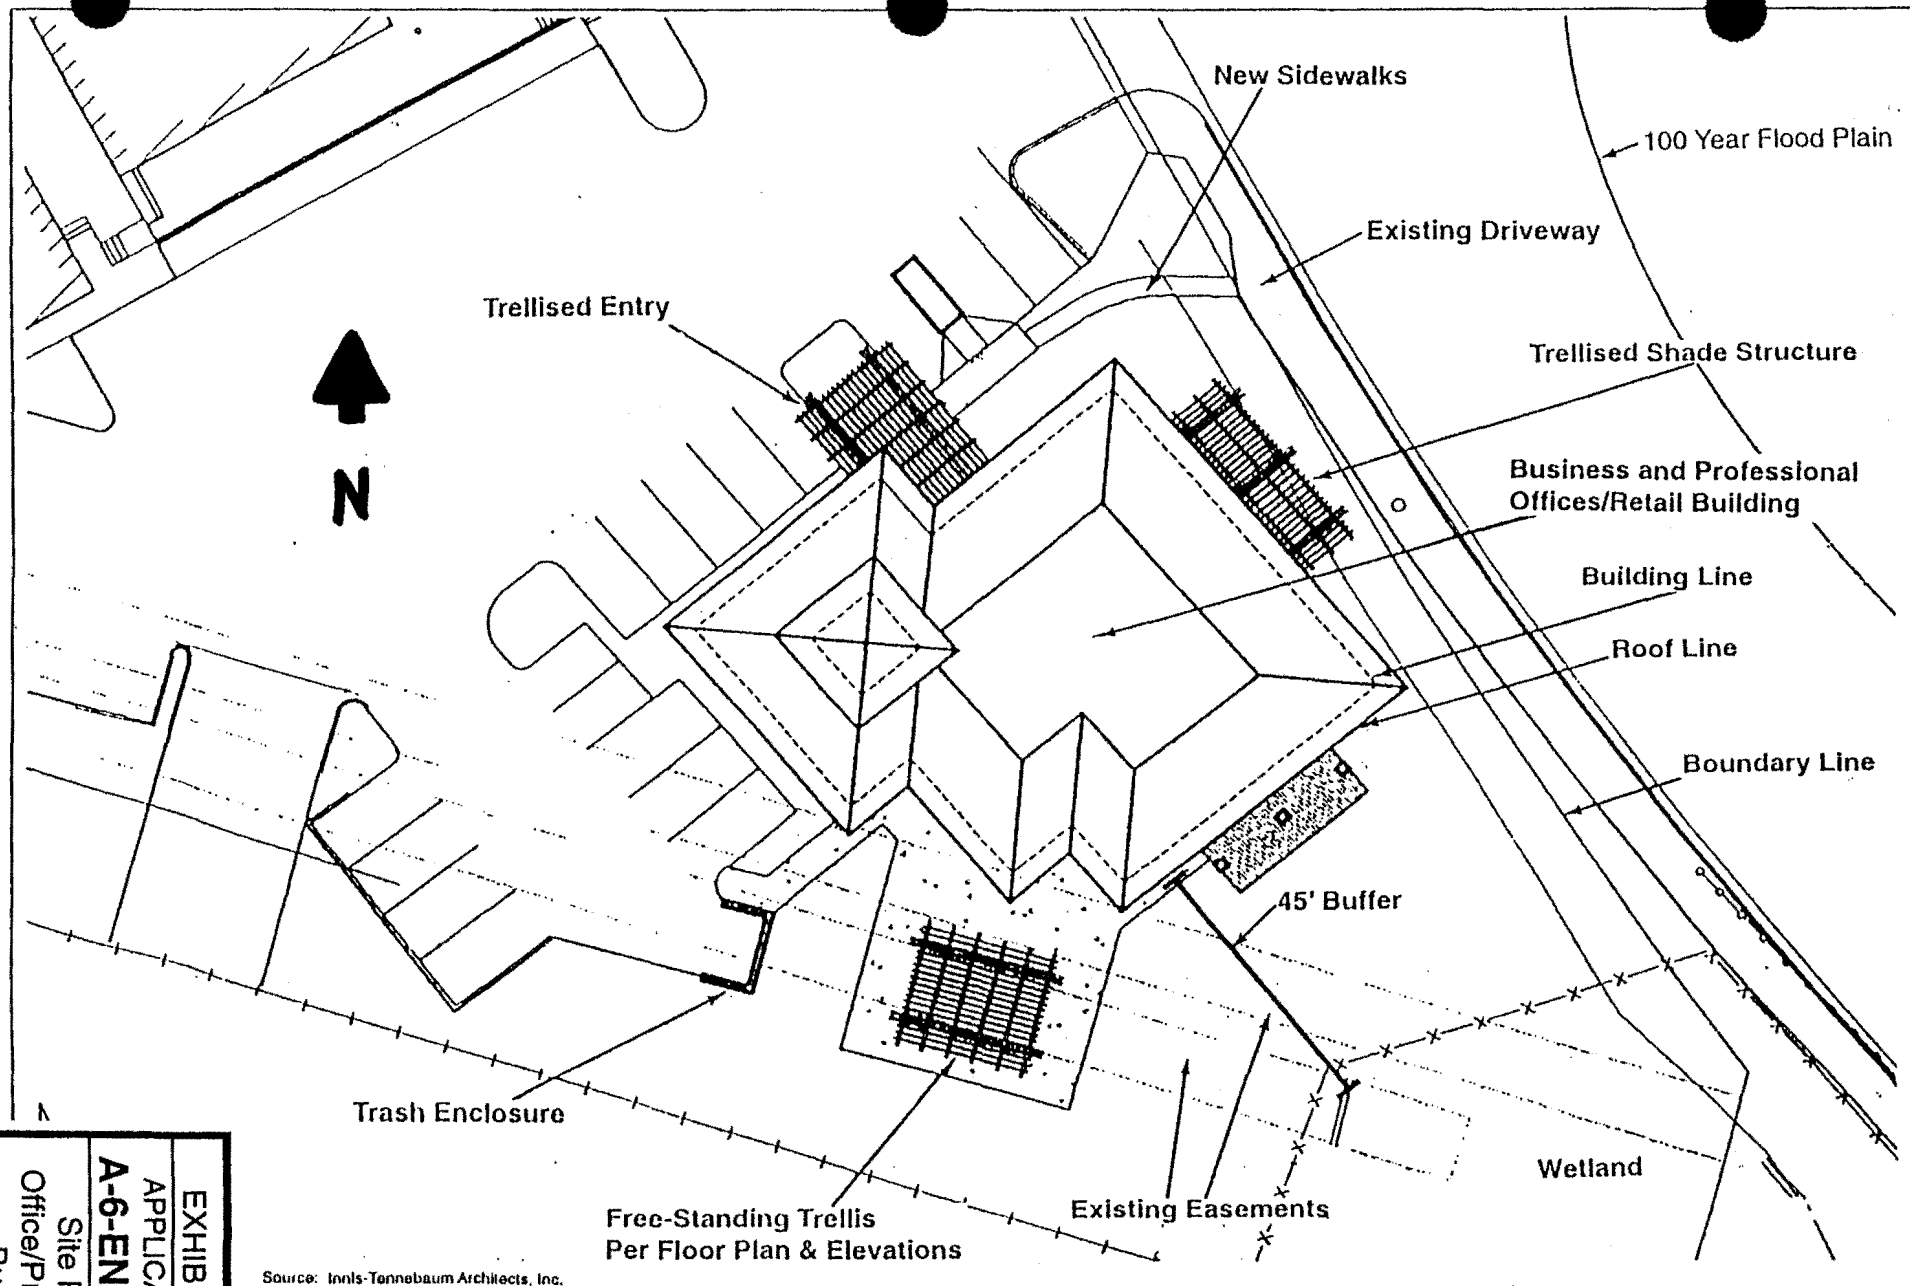 New Sidewalks
100 Year Flood Plain
Existing Driveway
Trellised Entry
Trellised Shade Structure
N
Business and Professional
Offices/Retail Building
Building Line
Roof Line
Boundary Line
45' Buffer
Trash Enclosure
Wetland
Existing Easements
Free-Standing Trellis
Per Floor Plan & Elevations
Source: Innis-Tennebaum Architects, Inc.
EXHIB
APPLICA
A-6-EN
Site